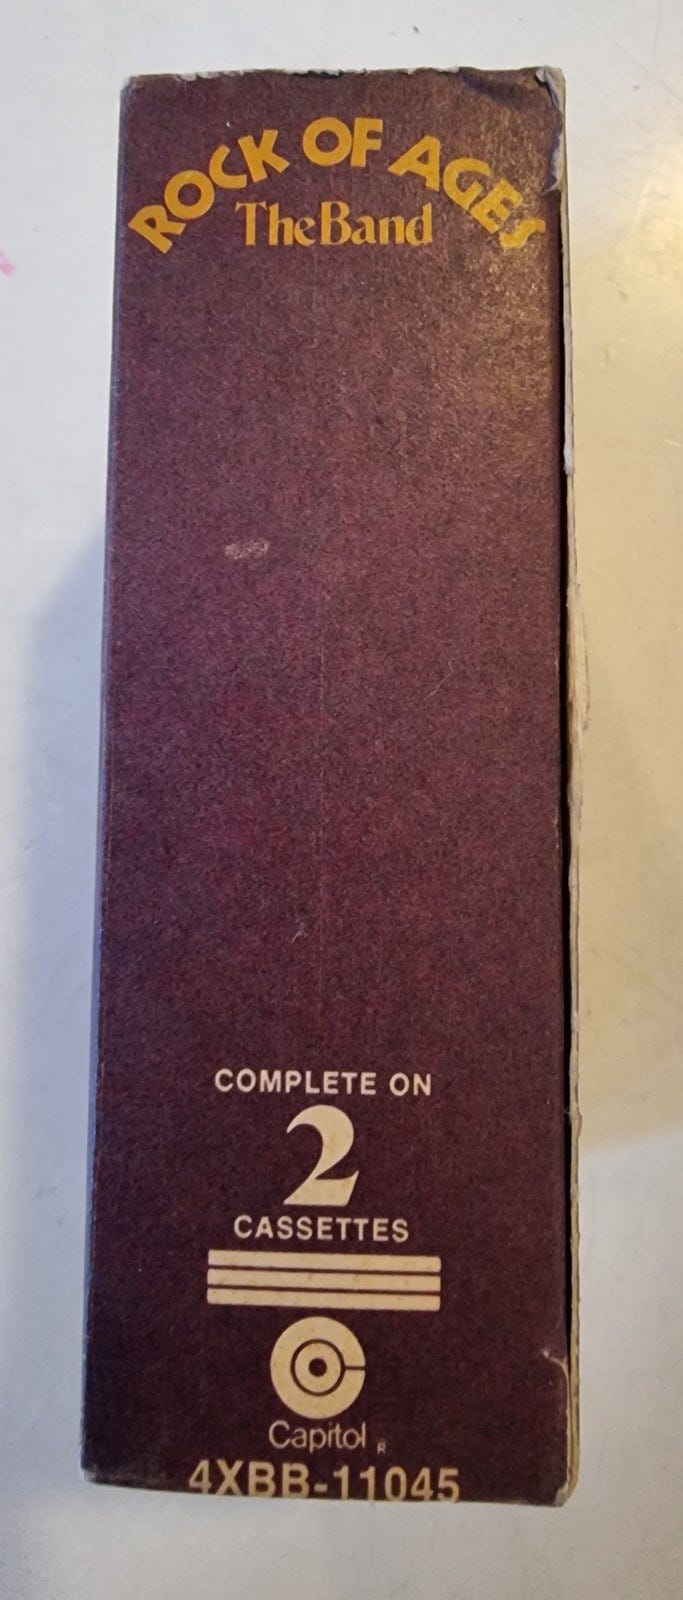 ROCK OF AGES
The Band
COMPLETE ON
2
CASSETTES
Capitol R
4XBB-11045